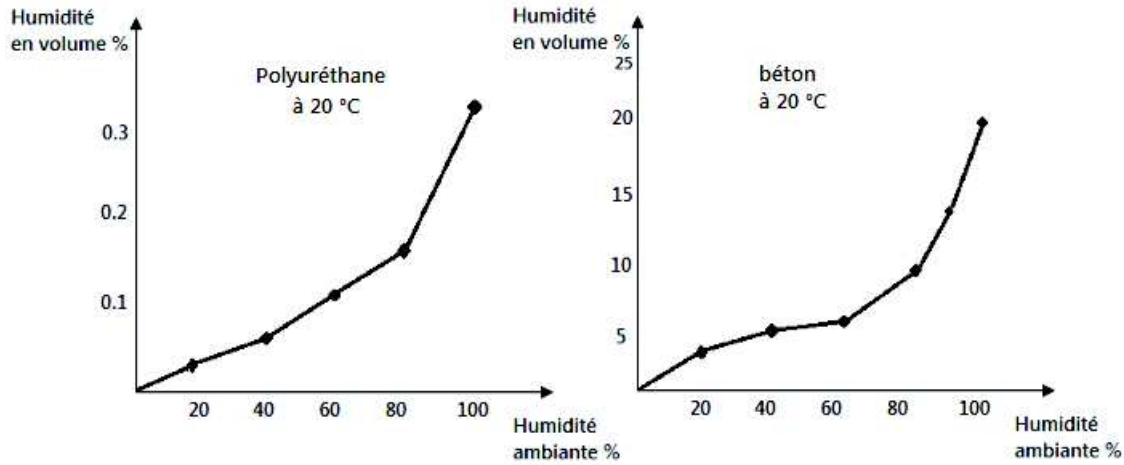 Humidité
en volume %
Polyuréthane
à 20 °C
0.3
0.2
0.1
20 40 60 80 100
Humidité
ambiante %
Humidité
en volume %
25
béton
à 20 °C
20
15
10
5
20 40 60 80 100
Humidité
ambiante %